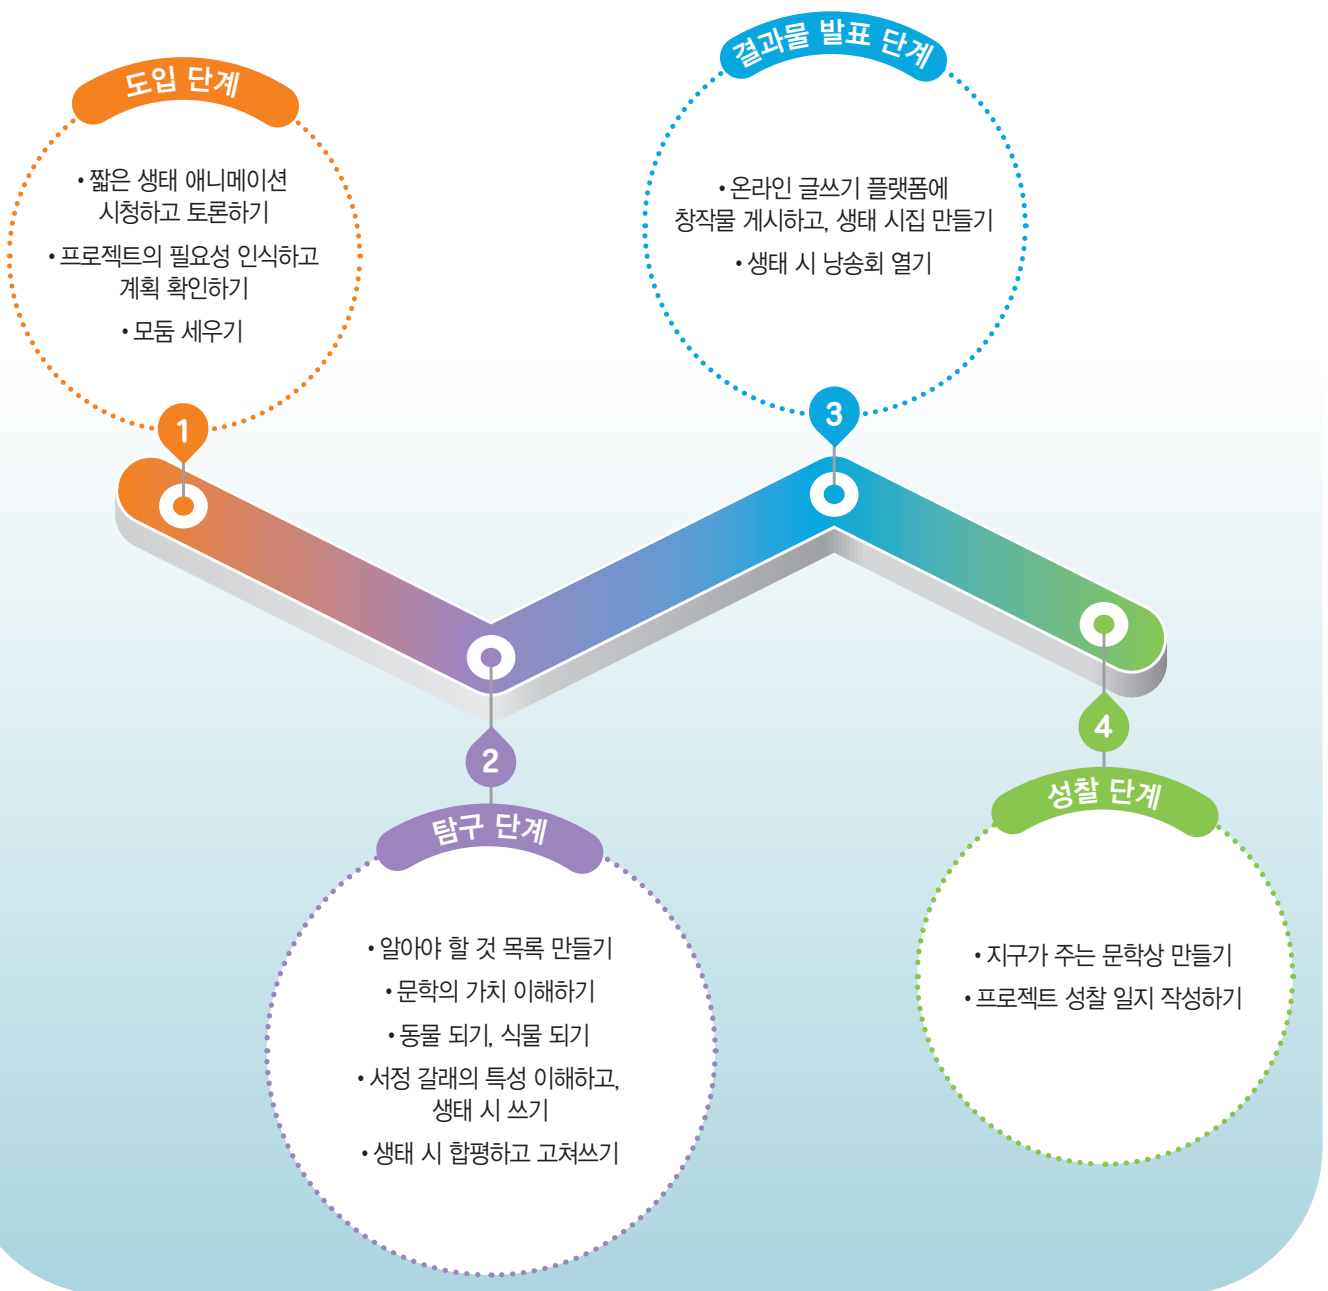 도입 단계
• 짧은 생태 애니메이션
시청하고 토론하기
• 프로젝트의 필요성 인식하고
계획 확인하기
• 모둠 세우기
1
탐구 단계
2
• 알아야 할 것 목록 만들기
• 문학의 가치 이해하기
• 동물 되기, 식물 되기
• 서정 갈래의 특성 이해하고,
생태 시 쓰기
• 생태 시 합평하고 고쳐쓰기
결과물 발표 단계
• 온라인 글쓰기 플랫폼에
창작물 게시하고, 생태 시집 만들기
• 생태 시 낭송회 열기
3
4
성찰 단계
• 지구가 주는 문학상 만들기
• 프로젝트 성찰 일지 작성하기